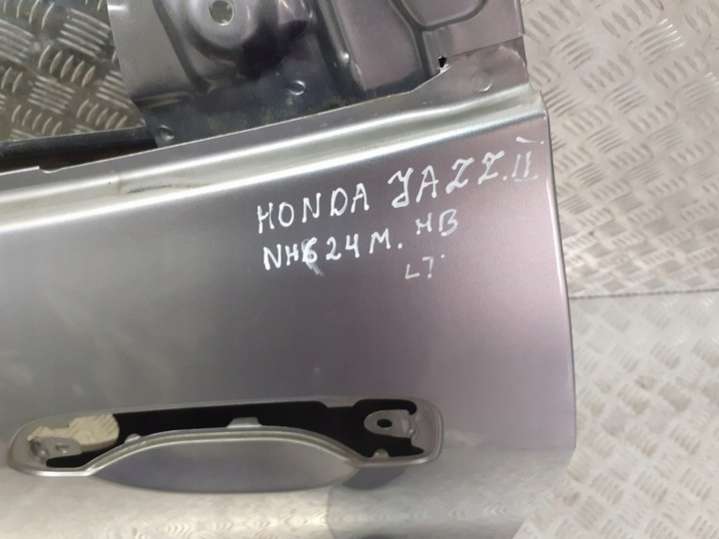 HONDA JAZZ II
NH624M. HB
LT